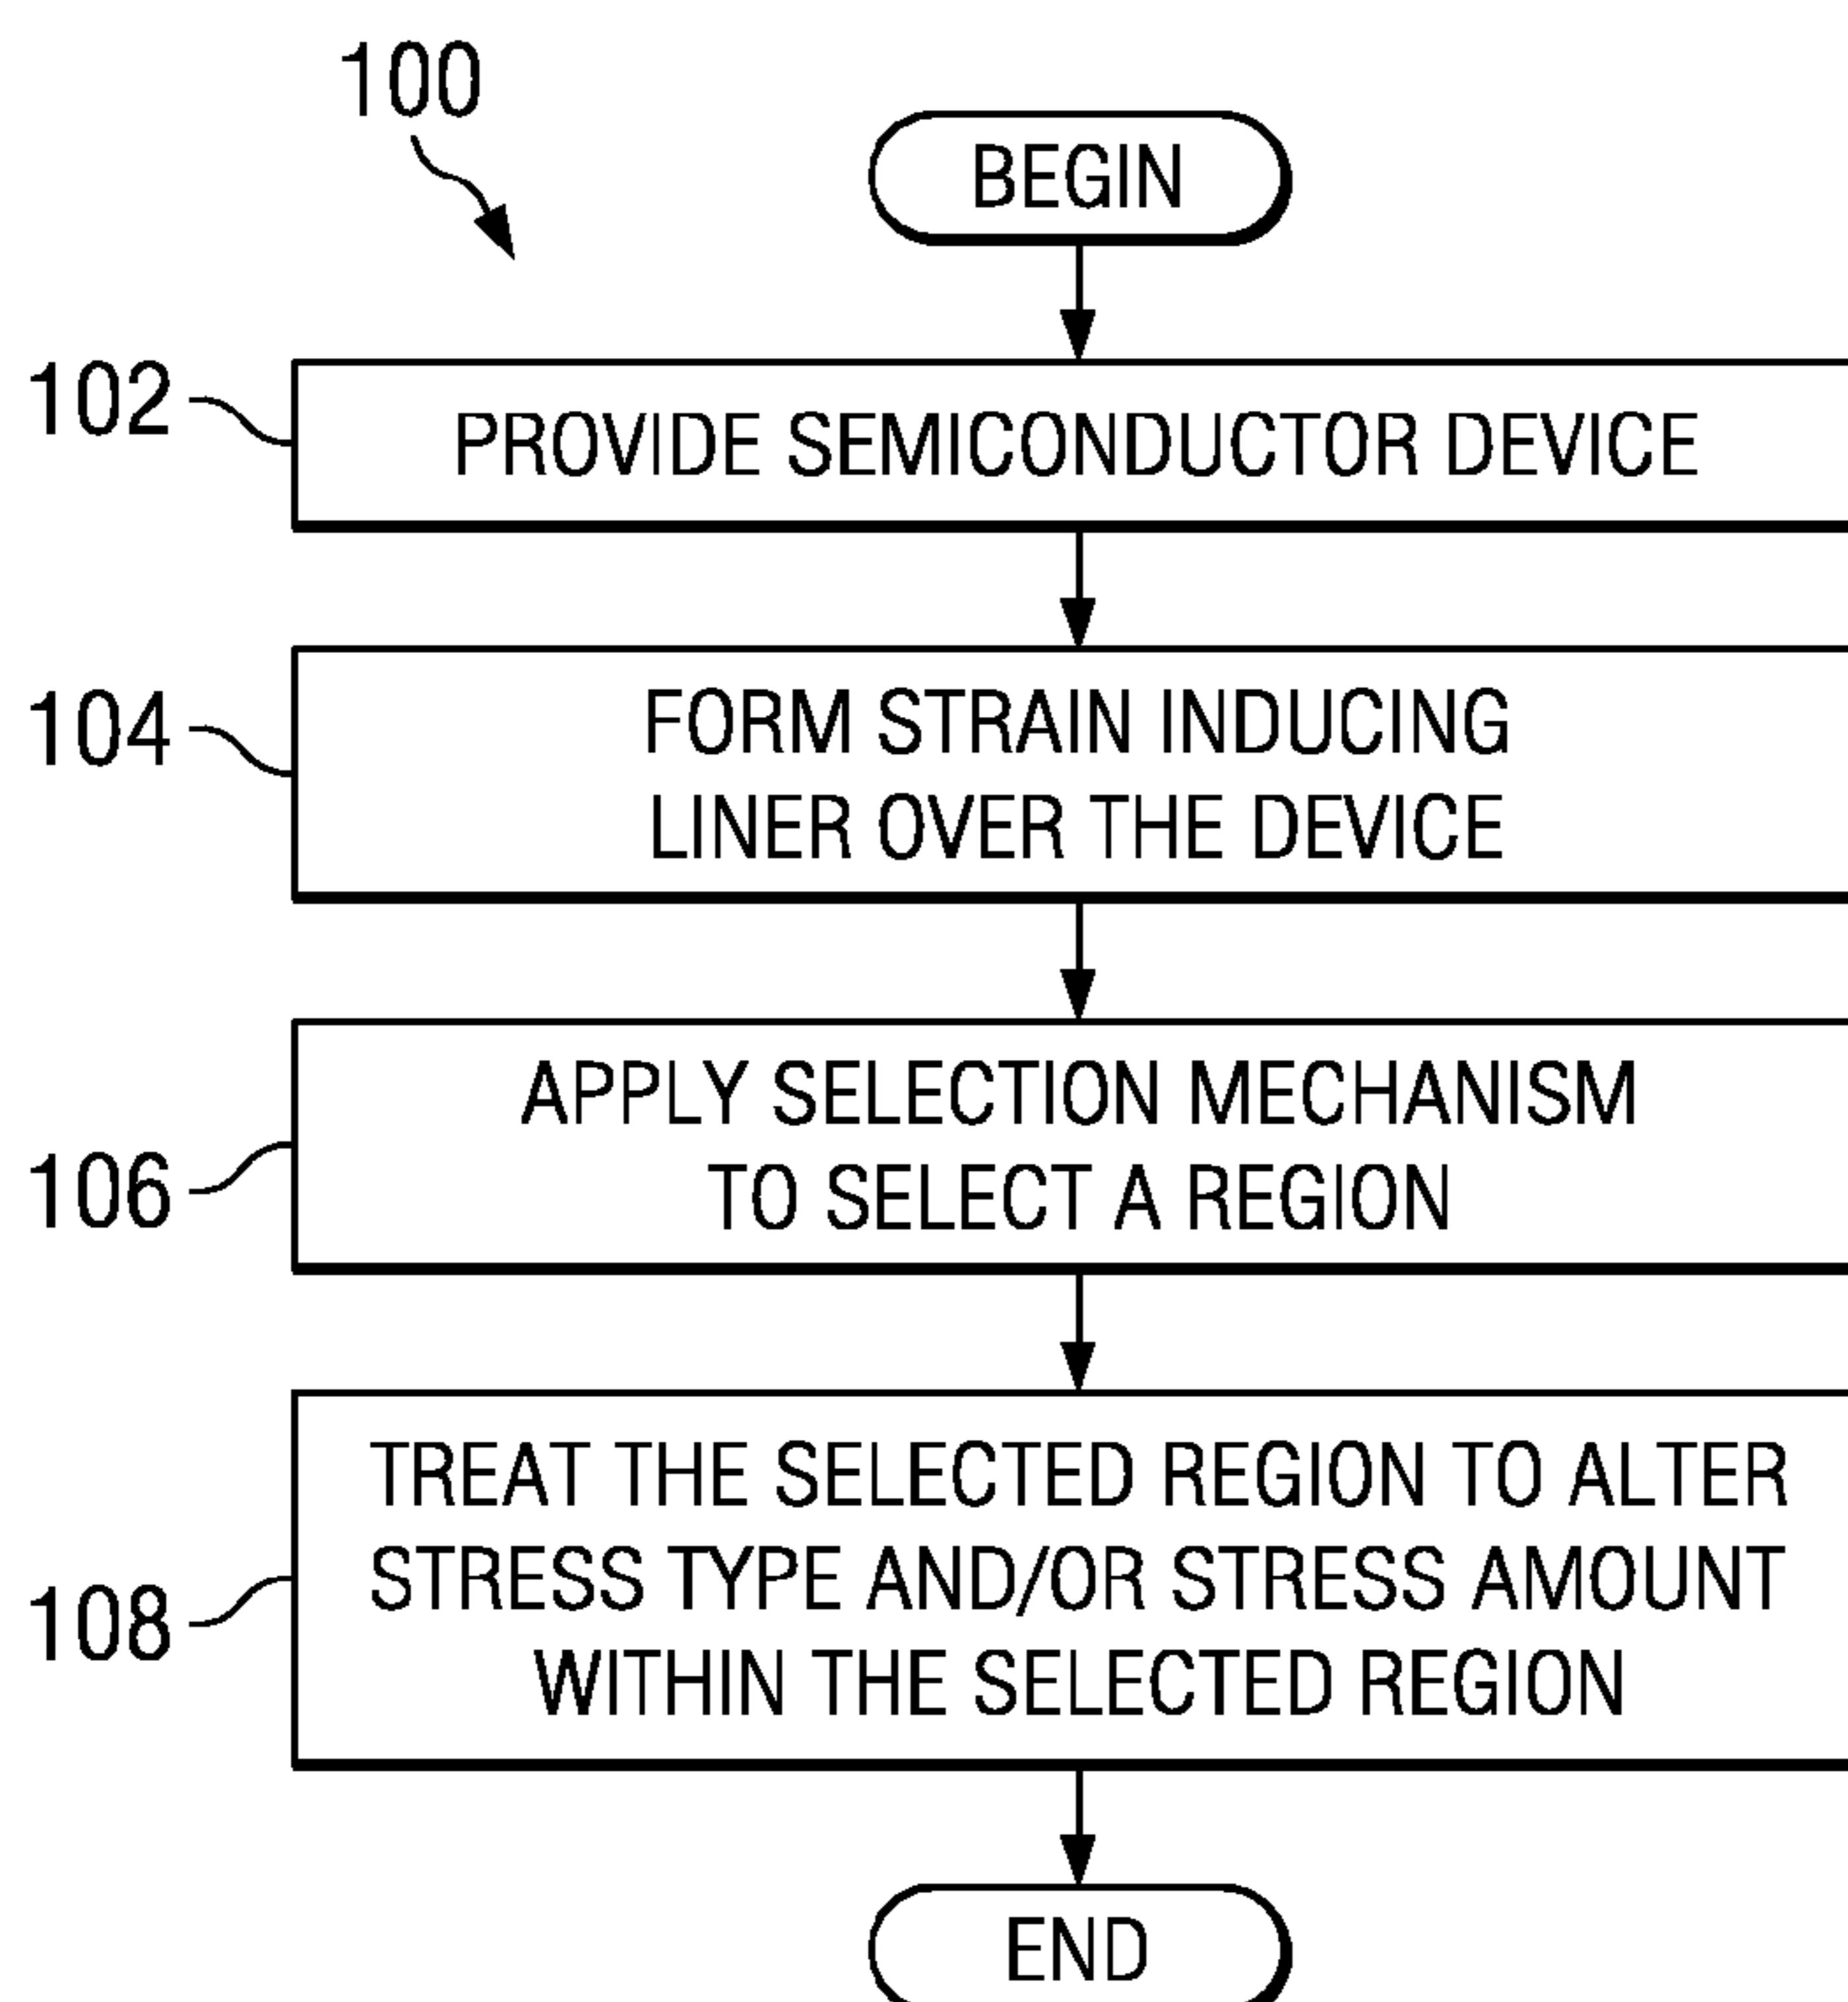 100
BEGIN
102
PROVIDE SEMICONDUCTOR DEVICE
104
FORM STRAIN INDUCING
LINER OVER THE DEVICE
106
APPLY SELECTION MECHANISM
TO SELECT A REGION
108
TREAT THE SELECTED REGION TO ALTER
STRESS TYPE AND/OR STRESS AMOUNT
WITHIN THE SELECTED REGION
END